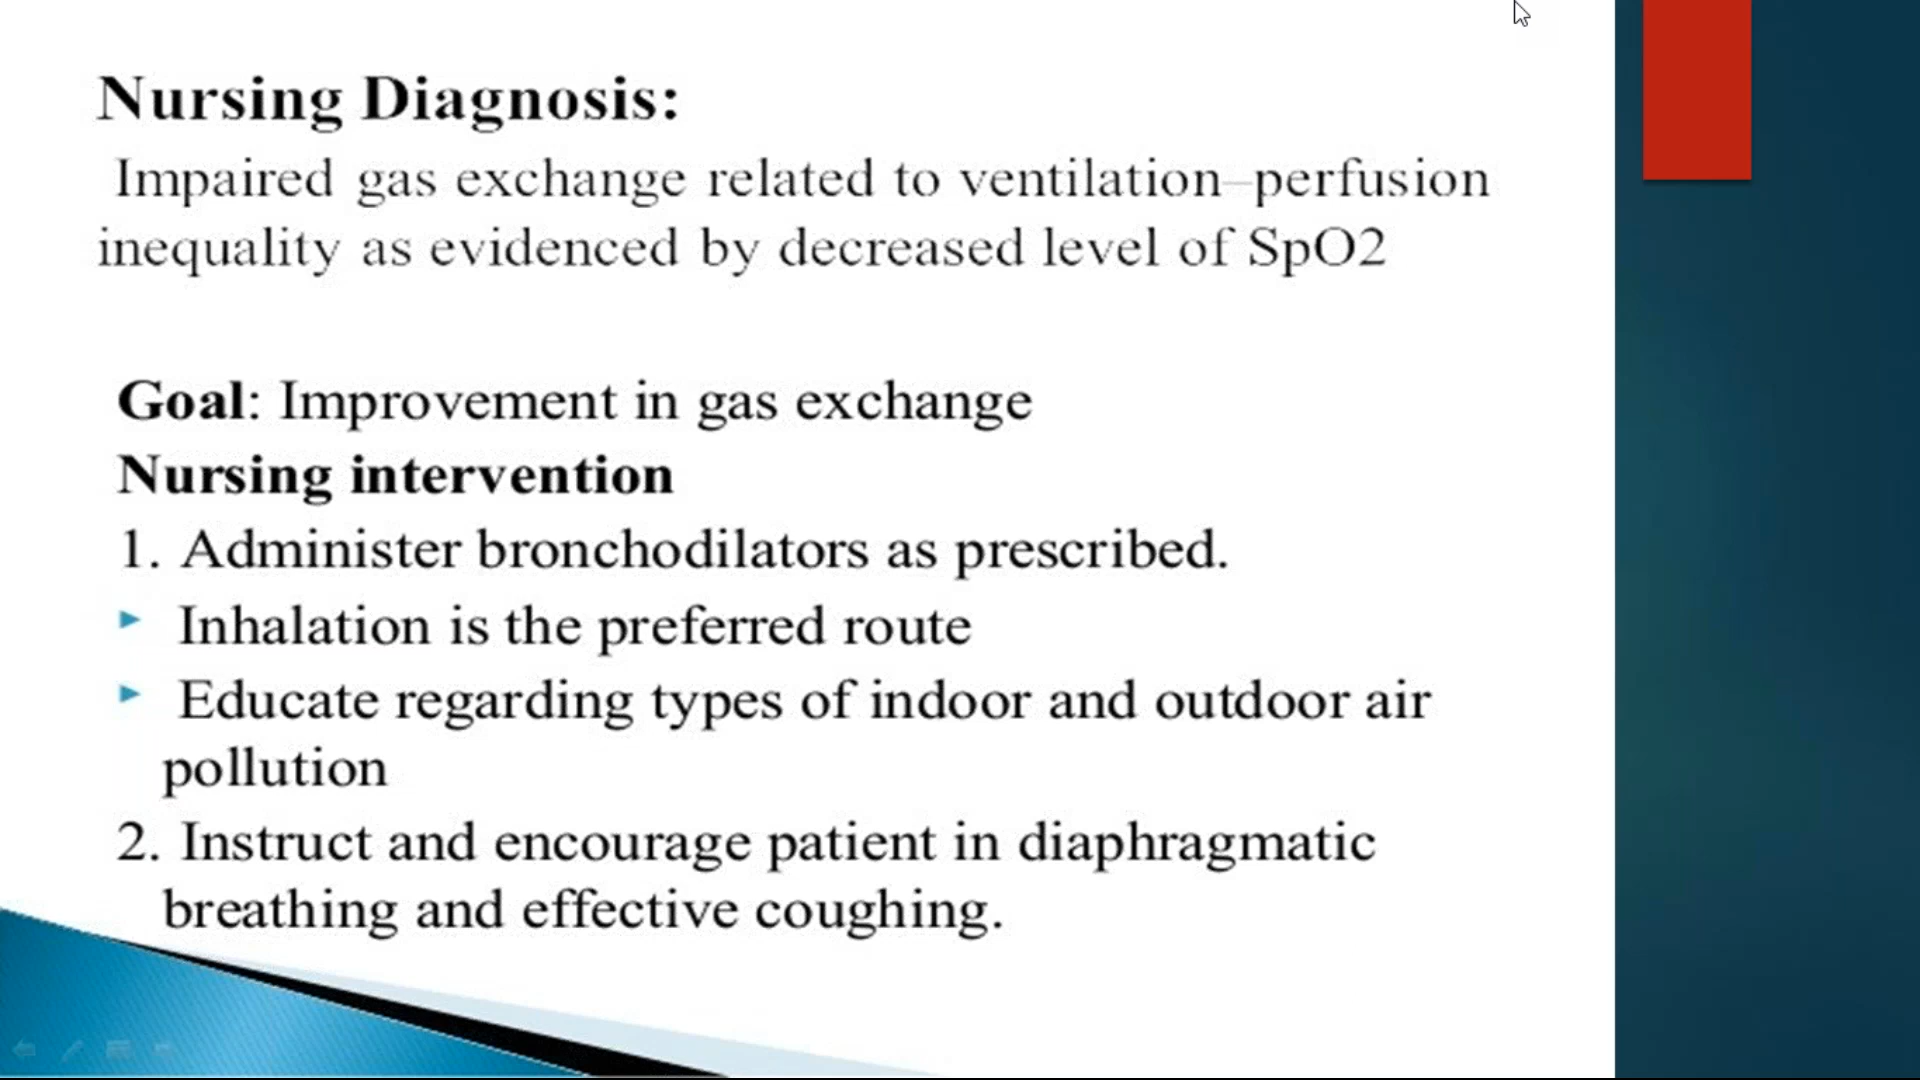 Nursing Diagnosis:
Impaired gas exchange related to ventilation–perfusion
inequality as evidenced by decreased level of SpO2
Goal: Improvement in gas exchange
Nursing intervention
1. Administer bronchodilators as prescribed.
► Inhalation is the preferred route
► Educate regarding types of indoor and outdoor air
pollution
2. Instruct and encourage patient in diaphragmatic
breathing and effective coughing.